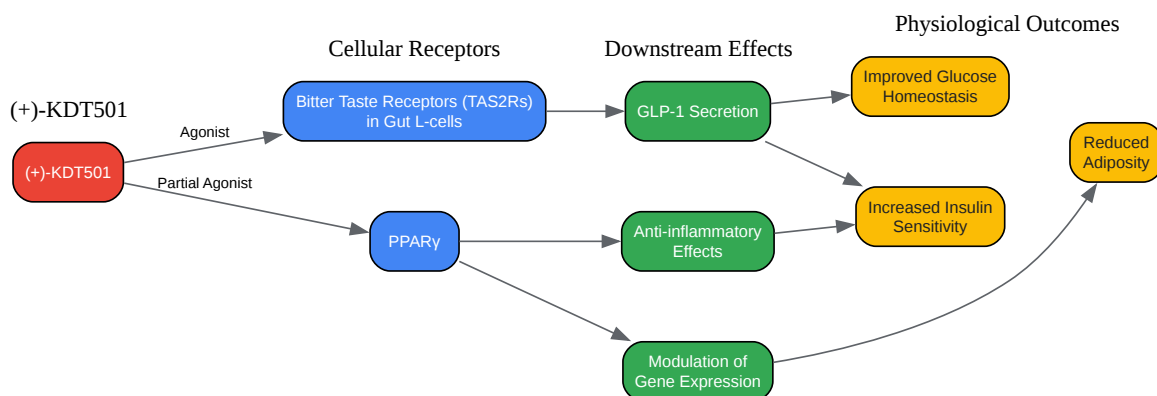 Physiological Outcomes
Cellular Receptors
Downstream Effects
(+)-KDT501
Improved Glucose
Homeostasis
Bitter Taste Receptors (TAS2Rs)
in Gut L-cells
GLP-1 Secretion
Agonist
(+)-KDT501
Partial Agonist
Reduced
Adiposity
Increased Insulin
Sensitivity
PPARγ
Anti-inflammatory
Effects
Modulation of
Gene Expression